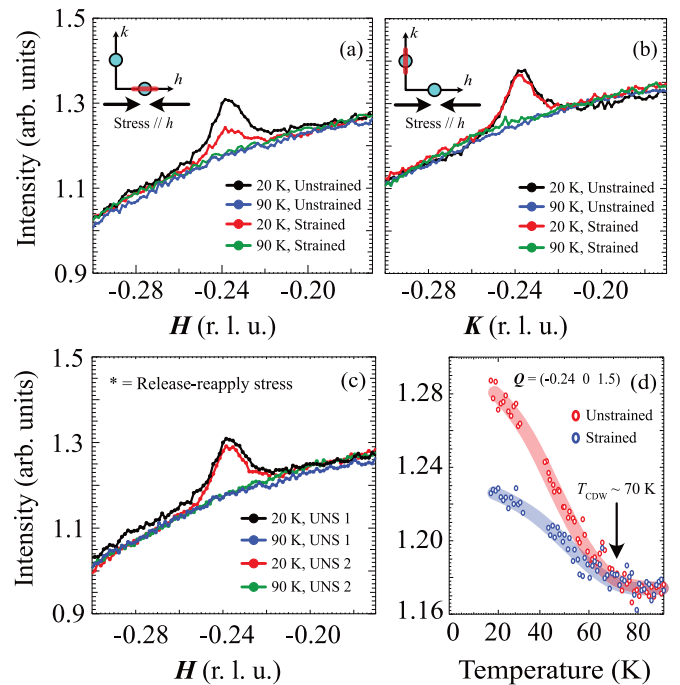 1.5
1.3
1.1
0.9
Intensity (arb. units)
k
h
Stress // h
(a)
20 K, Unstrained
90 K, Unstrained
20 K, Strained
90 K, Strained
-0.28 -0.24 -0.20
H (r. l. u.)
k
h
Stress // h
(b)
20 K, Unstrained
90 K, Unstrained
20 K, Strained
90 K, Strained
-0.28 -0.24 -0.20
K (r. l. u.)
1.5
1.3
1.1
0.9
Intensity (arb. units)
* = Release-reapply stress
(c)
20 K, UNS 1
90 K, UNS 1
20 K, UNS 2
90 K, UNS 2
-0.28 -0.24 -0.20
H (r. l. u.)
1.28
1.24
1.20
1.16
Q = (-0.24 0 1.5)
(d)
Unstrained
Strained
TCDW ~ 70 K
0 20 40 60 80
Temperature (K)